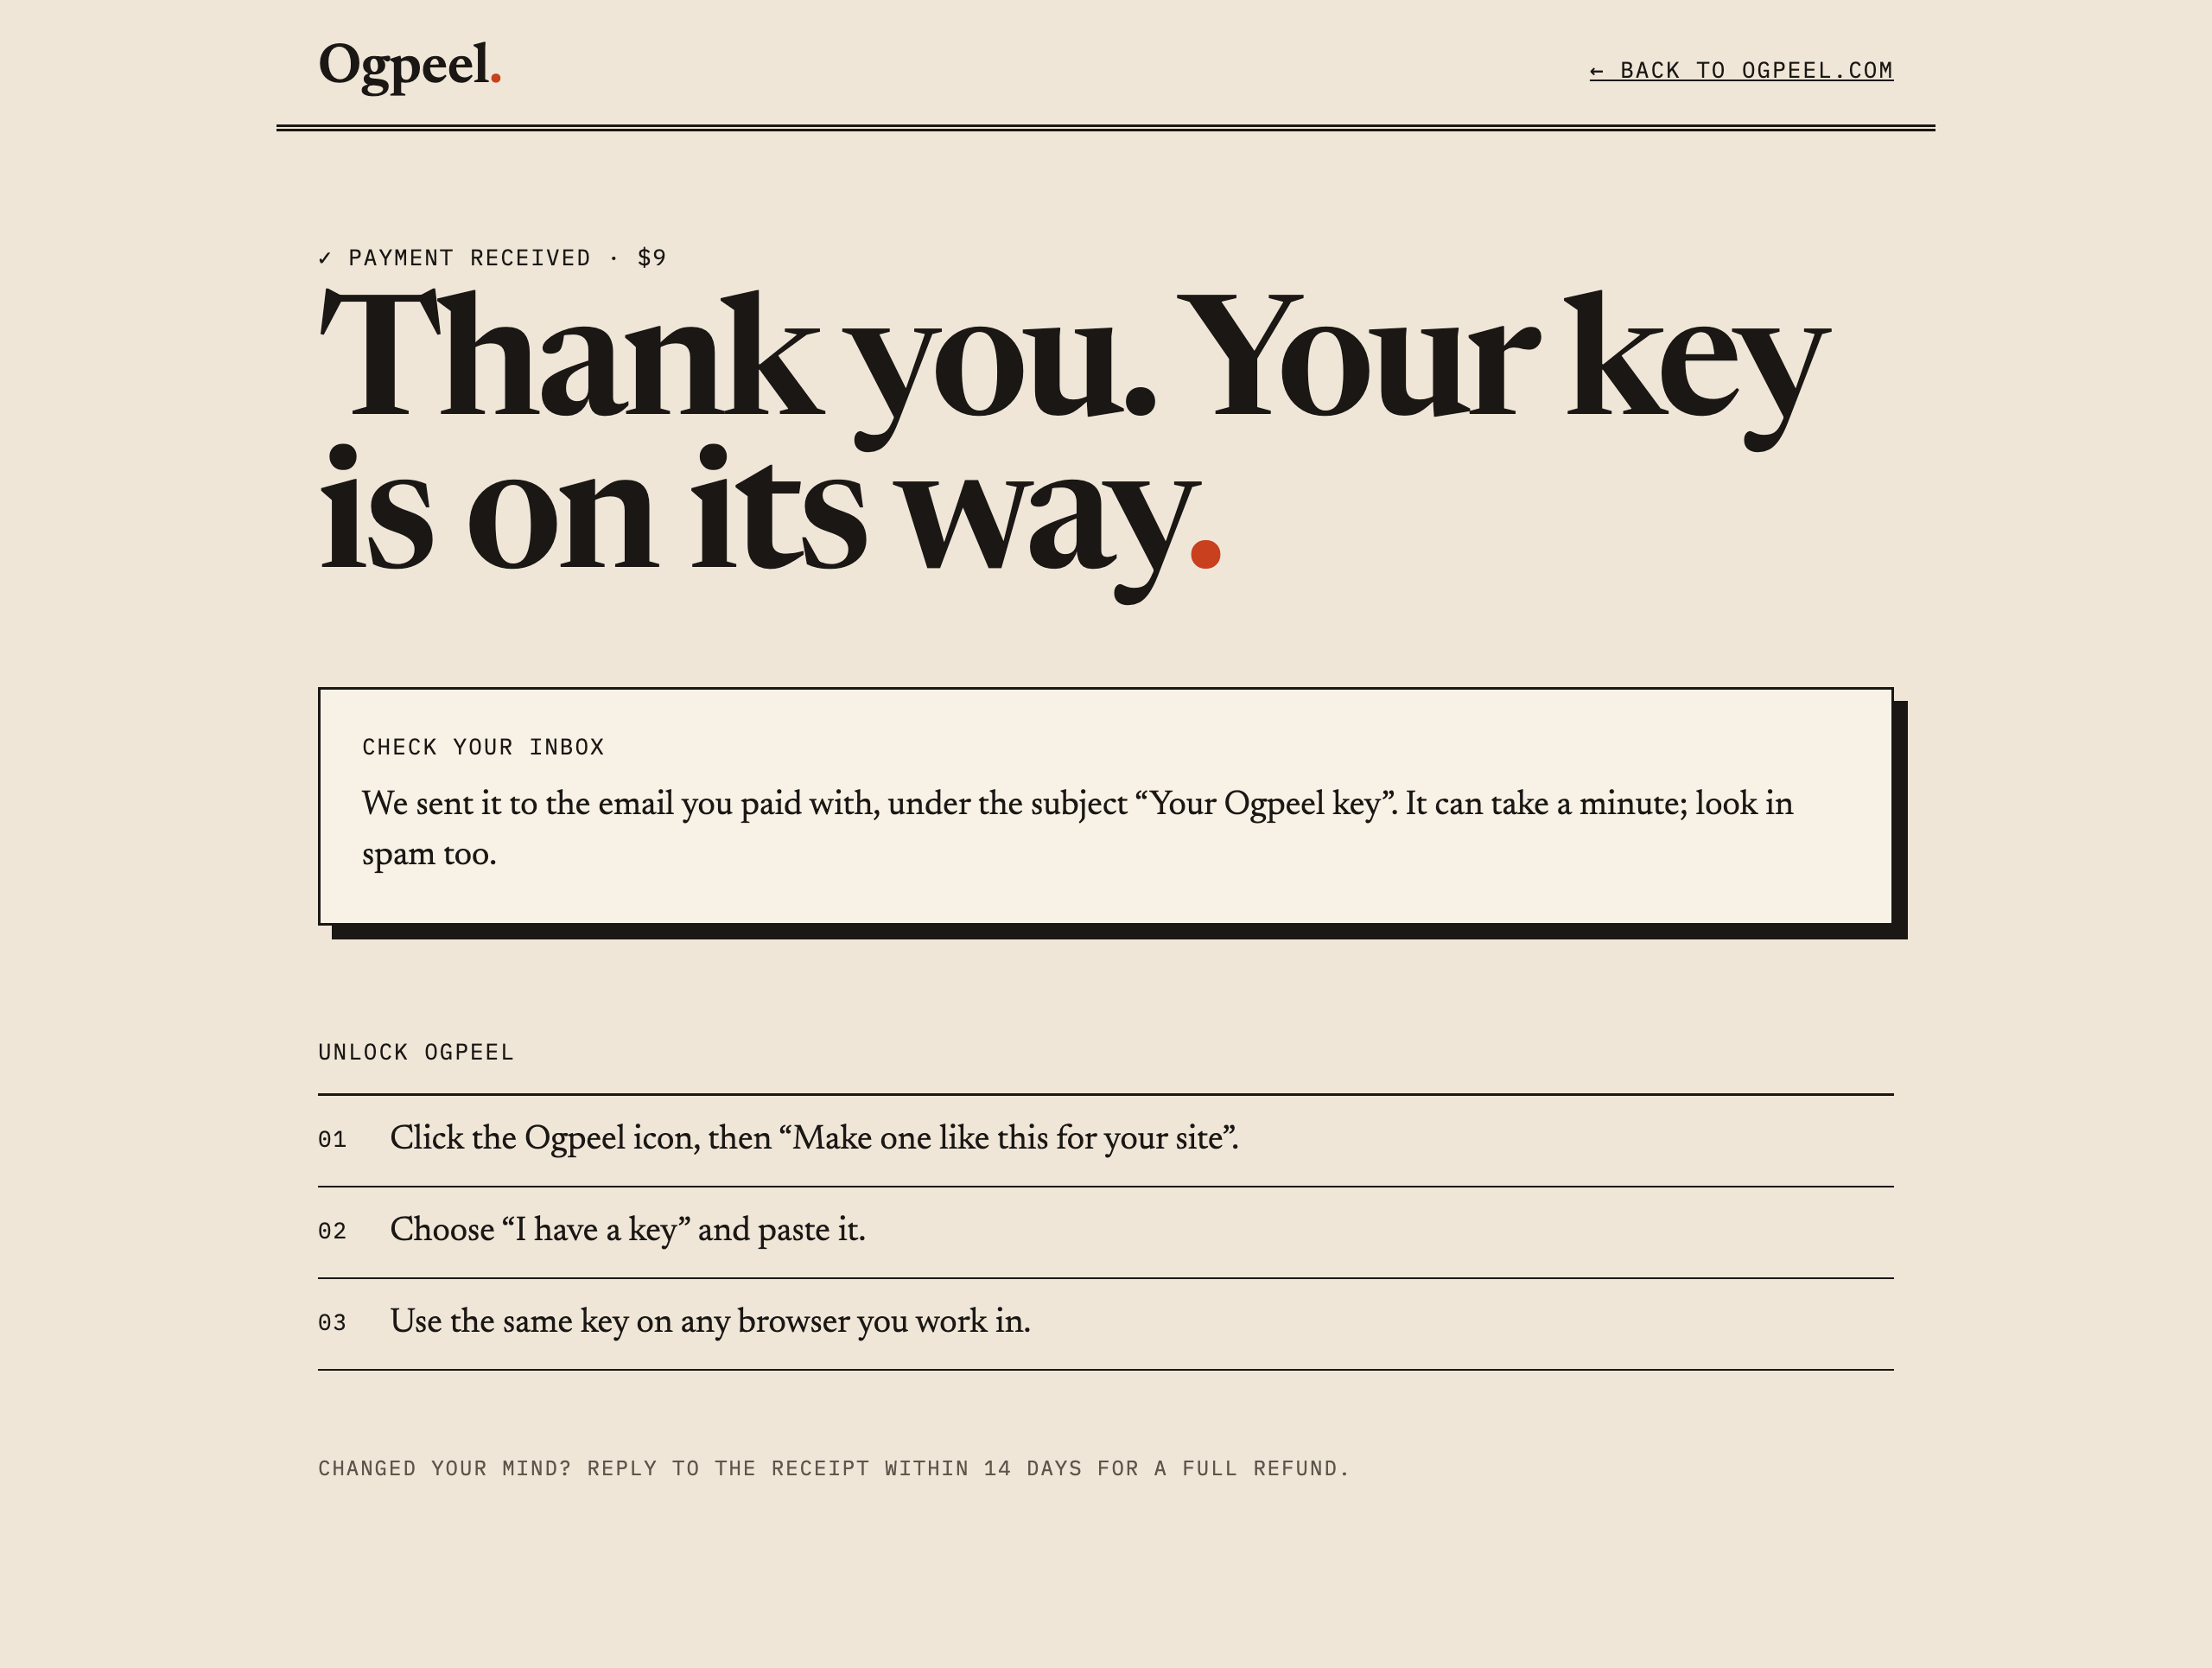 Ogpeel.
← BACK TO OGPEEL.COM
✓ PAYMENT RECEIVED · $9
Thank you. Your key
is on its way.
CHECK YOUR INBOX
We sent it to the email you paid with, under the subject “Your Ogpeel key”. It can take a minute; look in
spam too.
UNLOCK OGPEEL
01 Click the Ogpeel icon, then “Make one like this for your site”.
02 Choose “I have a key” and paste it.
03 Use the same key on any browser you work in.
CHANGED YOUR MIND? REPLY TO THE RECEIPT WITHIN 14 DAYS FOR A FULL REFUND.